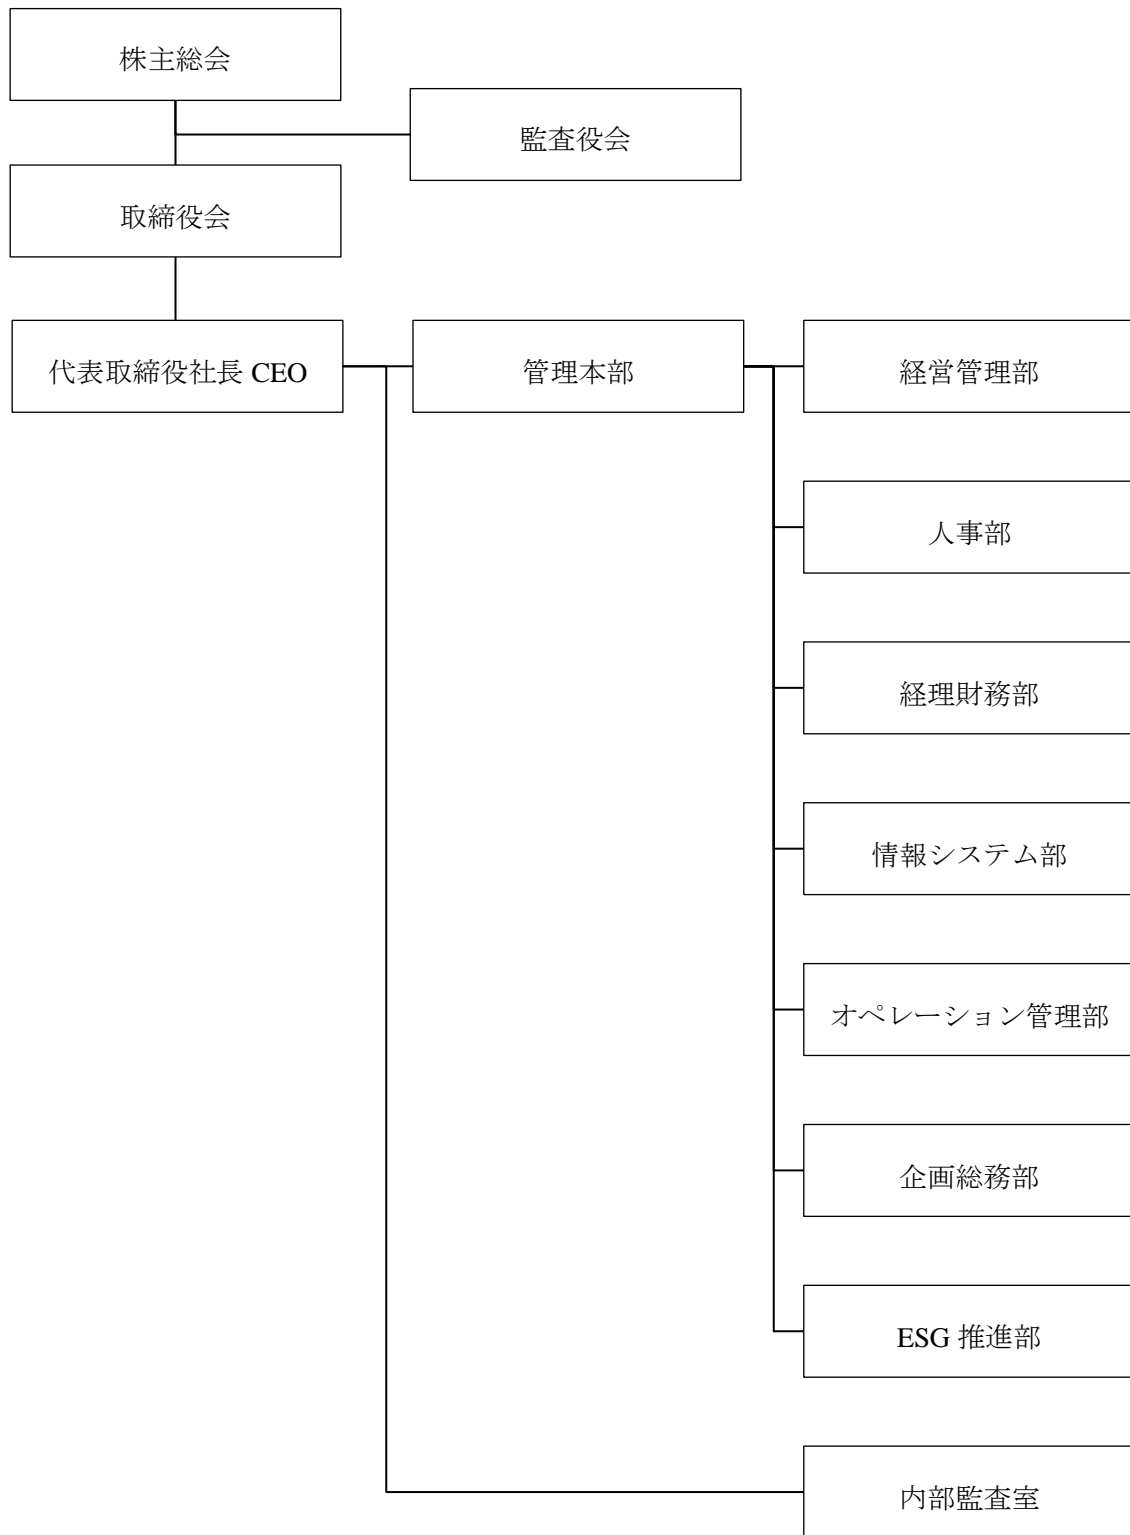 株主総会
監査役会
取締役会
代表取締役社長 CEO
管理本部
経営管理部
人事部
経理財務部
情報システム部
オペレーション管理部
企画総務部
ESG 推進部
内部監査室